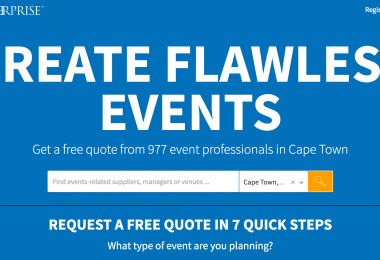 ERPRISE™
Regis
REATE FLAWLES
EVENTS
Get a free quote from 977 event professionals in Cape Town
Find events-related suppliers, managers or venues ...
Cape Town, ...
REQUEST A FREE QUOTE IN 7 QUICK STEPS
What type of event are you planning?